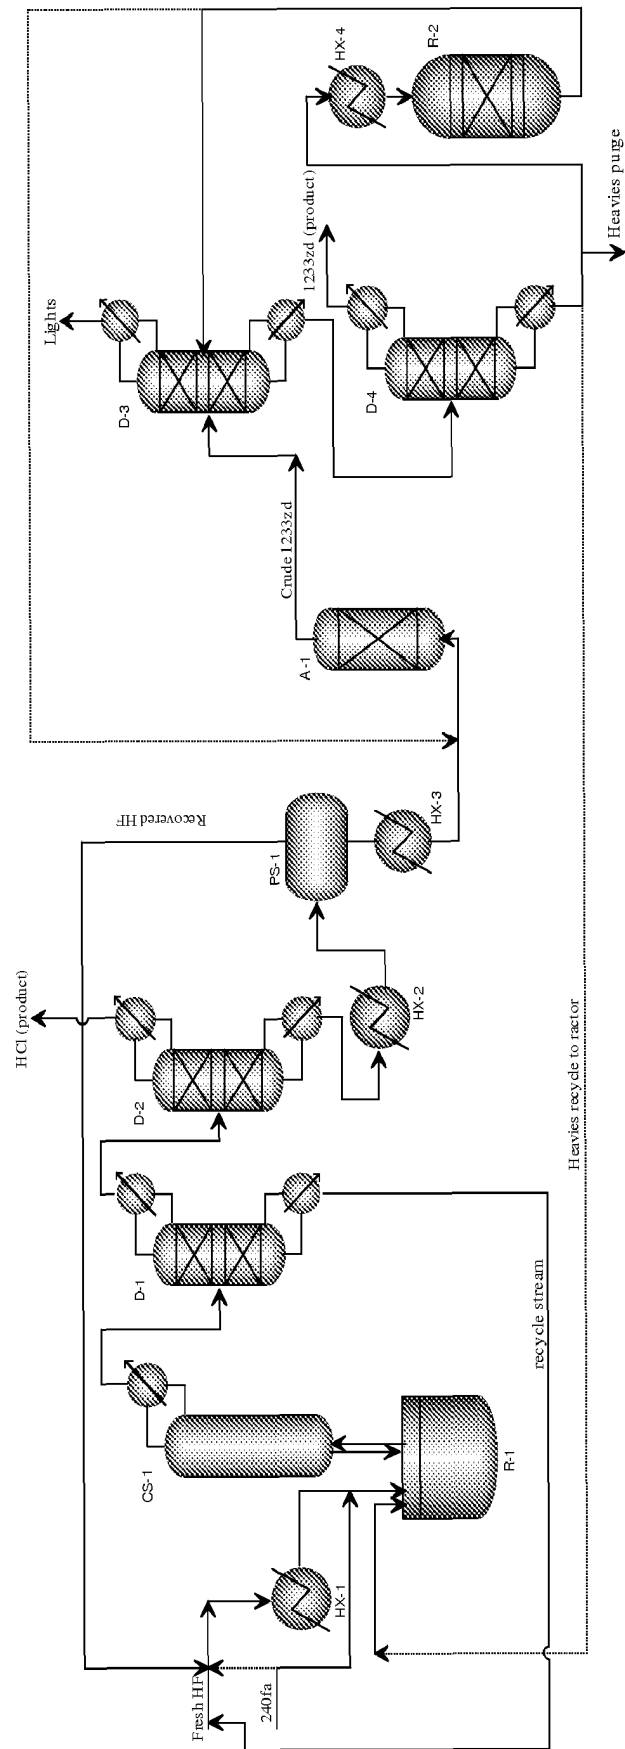 Fresh HF
240fa
HX-1
R-1
CS-1
recycle stream
D-1
D-2
HCl (product)
HX-2
Heavies recycle to ractor
PS-1
Recovered HF
HX-3
A-1
Crude 1233zd
D-3
Lights
D-4
1233zd (product)
HX-4
R-2
Heavies purge